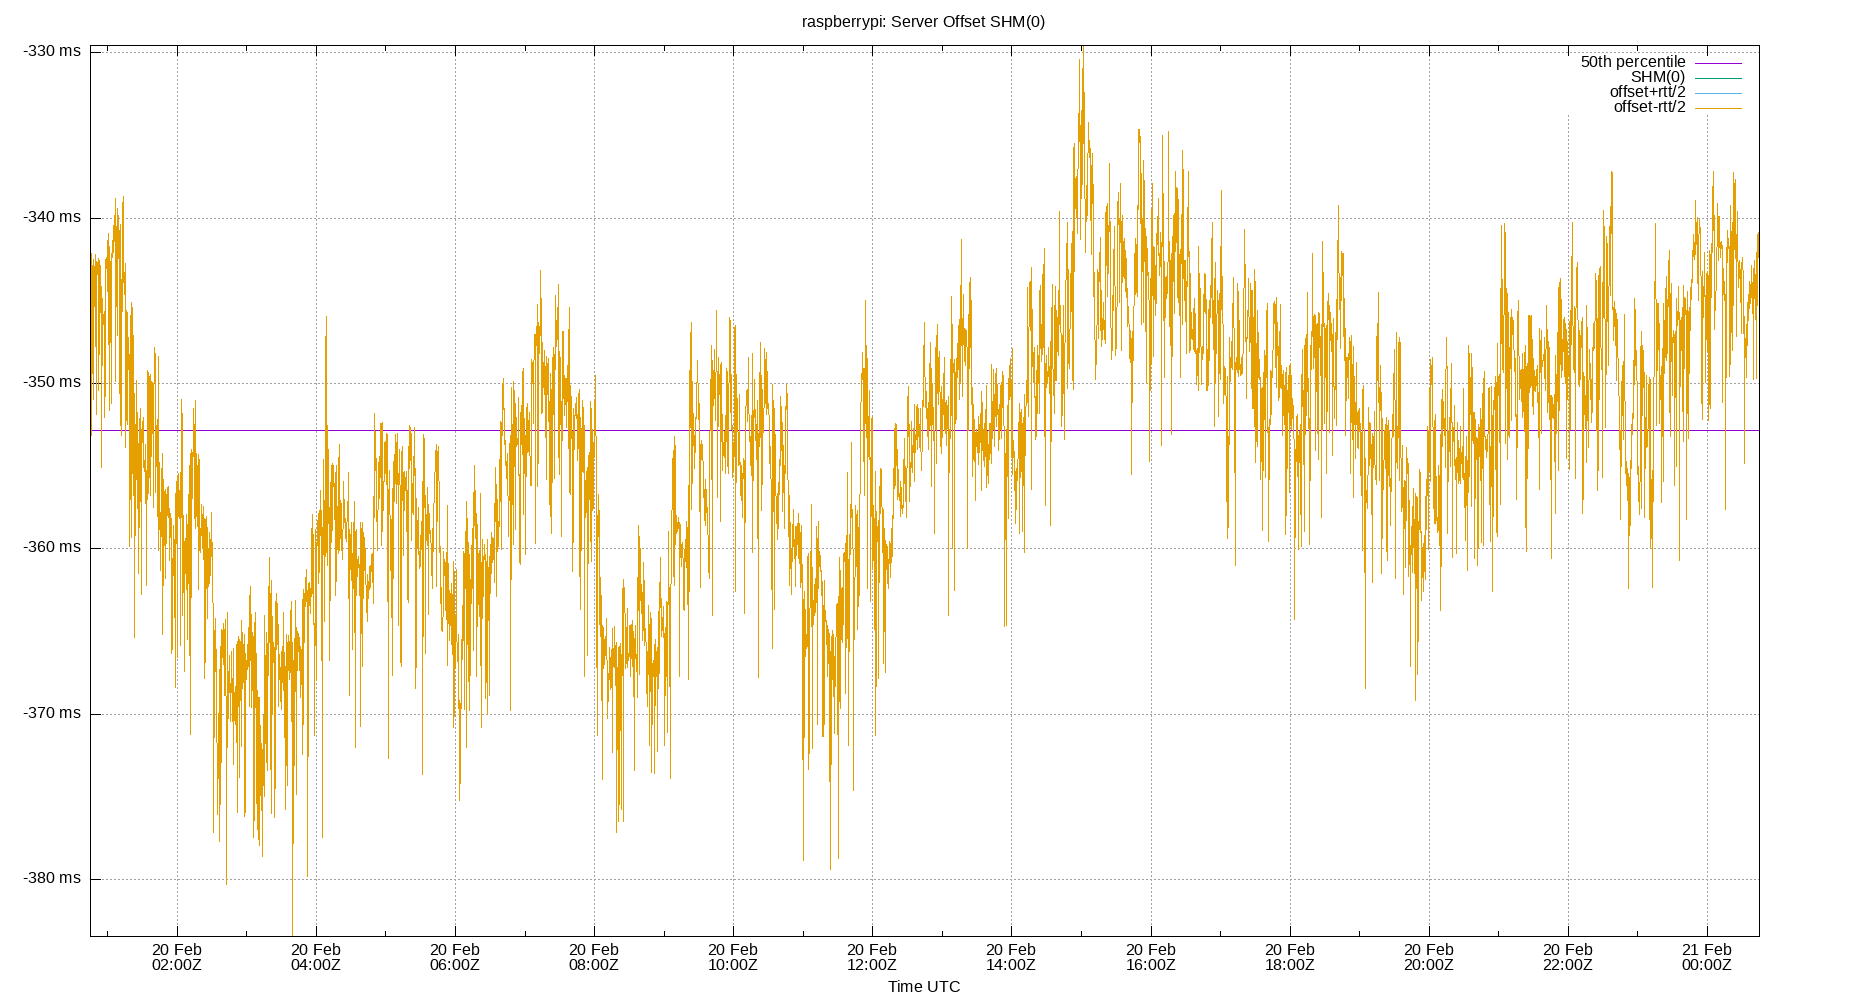 raspberrypi: Server Offset SHM(0)
-330 ms
-340 ms
-350 ms
-360 ms
-370 ms
-380 ms
50th percentile
SHM(0)
offset+rtt/2
offset-rtt/2
20 Feb 20 Feb 20 Feb 20 Feb 20 Feb 20 Feb 20 Feb 20 Feb 20 Feb 20 Feb 20 Feb 21 Feb
02:00Z 04:00Z 06:00Z 08:00Z 10:00Z 12:00Z 14:00Z 16:00Z 18:00Z 20:00Z 22:00Z 00:00Z
Time UTC